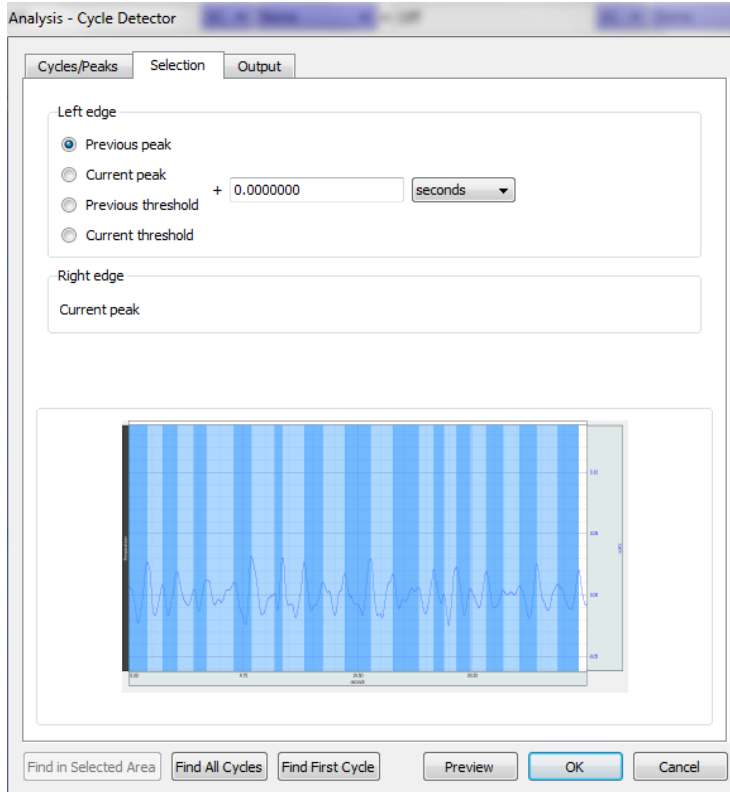 Analysis - Cycle Detector
Cycles/Peaks Selection Output
Left edge
Previous peak
Current peak
+ 0.0000000 seconds
Previous threshold
Current threshold
Right edge
Current peak
Find in Selected Area Find All Cycles Find First Cycle Preview OK Cancel